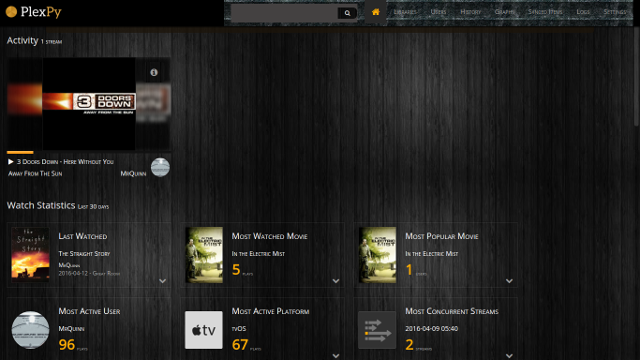 PlexPy
Libraries Users History Graphs Synced Items Logs Settings
Activity 1 stream
3 DOORS DOWN
AWAY FROM THE SUN
3 Doors Down - Here Without You
Away From The Sun MrQuinn
Watch Statistics Last 30 days
the Straight Story
Last Watched
The Straight Story
MrQuinn
2016-04-12 -
IN THE ELECTRIC MIST
Most Watched Movie
In the Electric Mist
5 plays
IN THE ELECTRIC MIST
Most Popular Movie
In the Electric Mist
1 users
Most Active User
MrQuinn
96 plays
tv
Most Active Platform
tvOS
67 plays
Most Concurrent Streams
2016-04-09 05:40
2 streams